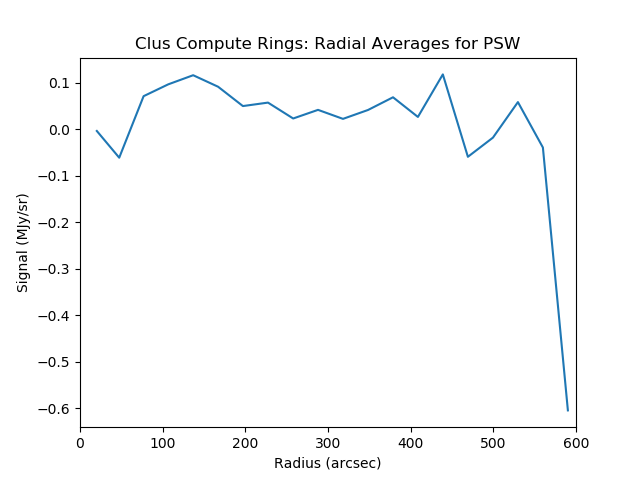 Clus Compute Rings: Radial Averages for PSW
0.1
0.0
−0.1
−0.2
−0.3
−0.4
−0.5
−0.6
Signal (MJy/sr)
0 100 200 300 400 500 600
Radius (arcsec)